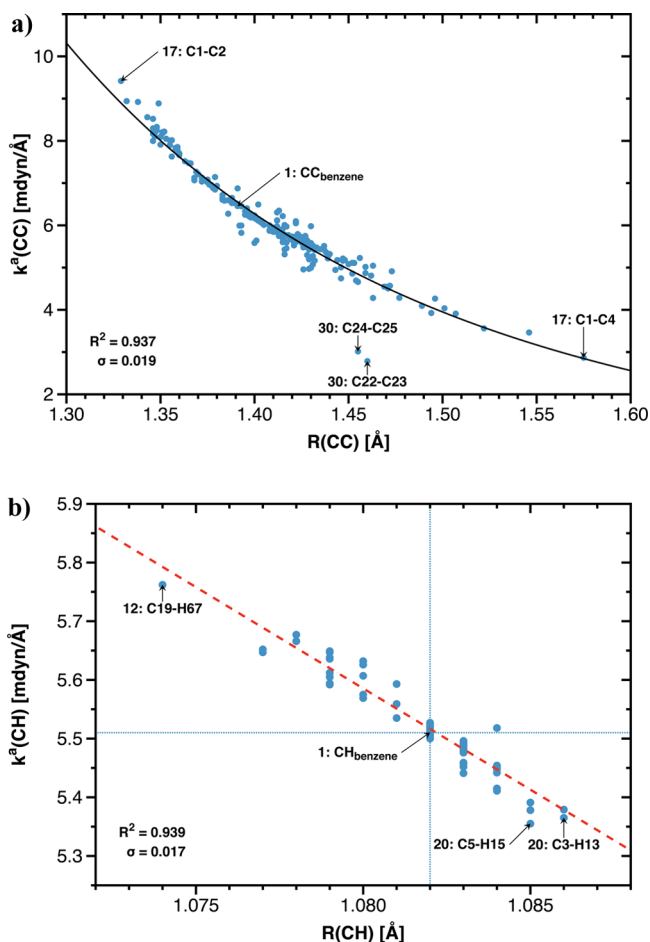 a)
17: C1-C2
1: CCbenzene
30: C24-C25
30: C22-C23
17: C1-C4
R² = 0.937
σ = 0.019
kᵃ(CC) [mdyn/Å]
10
8
6
4
2
1.30 1.35 1.40 1.45 1.50 1.55 1.60
R(CC) [Å]
b)
12: C19-H67
1: CHbenzene
20: C5-H15 20: C3-H13
R² = 0.939
σ = 0.017
kᵃ(CH) [mdyn/Å]
5.9
5.8
5.7
5.6
5.5
5.4
5.3
1.075 1.080 1.085
R(CH) [Å]